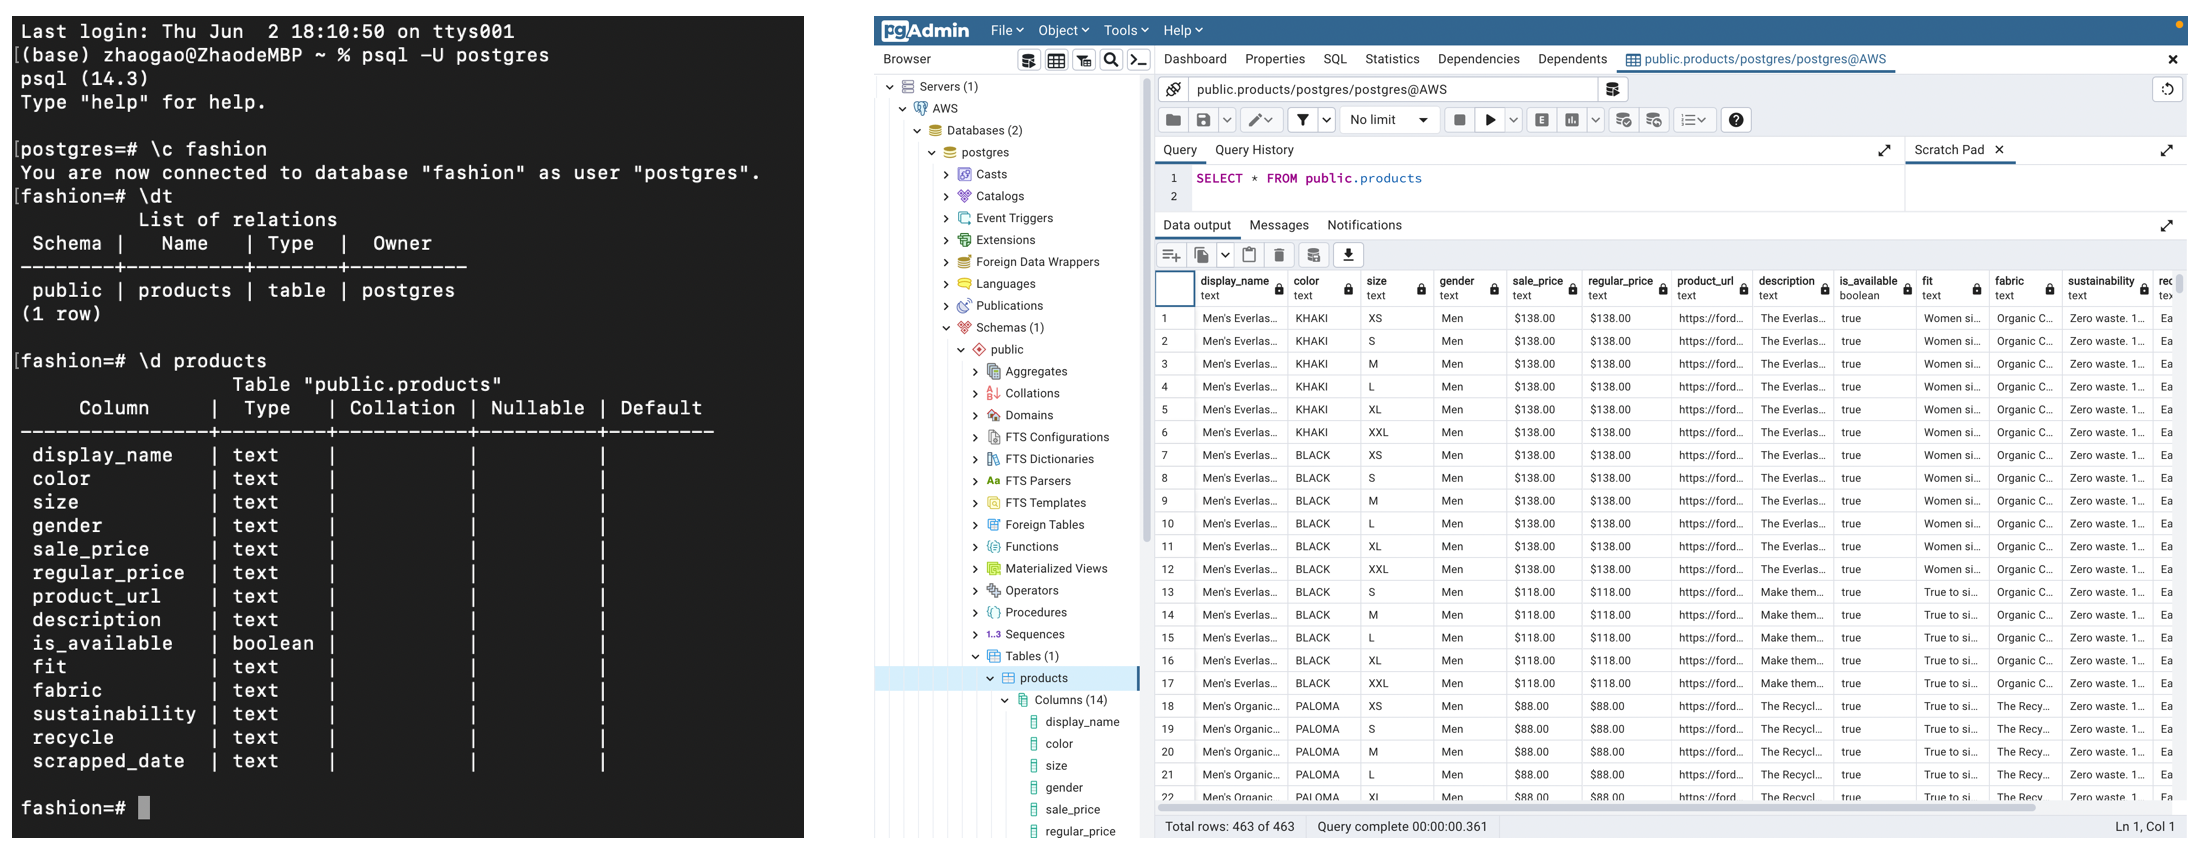 Last login: Thu Jun  2 18:10:50 on ttys001
[(base) zhaogao@ZhaodeMBP ~ % psql -U postgres
psql (14.3)
Type "help" for help.
[postgres=# \c fashion
You are now connected to database "fashion" as user "postgres".
[fashion=# \dt
List of relations
Schema | Name | Type | Owner
--------+----------+-------+----------
public | products | table | postgres
(1 row)
[fashion=# \d products
Table "public.products"
Column | Type | Collation | Nullable | Default
----------------+---------+-----------+----------+---------
display_name | text | | |
color | text | | |
size | text | | |
gender | text | | |
sale_price | text | | |
regular_price | text | | |
product_url | text | | |
description | text | | |
is_available | boolean | | |
fit | text | | |
fabric | text | | |
sustainability | text | | |
recycle | text | | |
scrapped_date | text | | |
fashion=#
pgAdmin File Object Tools Help
Browser
Servers (1)
AWS
Databases (2)
postgres
Casts
Catalogs
Event Triggers
Extensions
Foreign Data Wrappers
Languages
Publications
Schemas (1)
public
Aggregates
Collations
Domains
FTS Configurations
FTS Dictionaries
Aa FTS Parsers
FTS Templates
Foreign Tables
Functions
Materialized Views
Operators
Procedures
1..3 Sequences
Tables (1)
products
Columns (14)
display_name
color
size
gender
sale_price
regular_price
Dashboard Properties SQL Statistics Dependencies Dependents public.products/postgres/postgres@AWS
public.products/postgres/postgres@AWS
No limit
Query Query History Scratch Pad
1 SELECT * FROM public.products
2
Data output Messages Notifications
display_name color size gender sale_price regular_price product_url description is_available fit fabric sustainability rec
text text text text text text text text boolean text text text tex
1 Men's Everlas... KHAKI XS Men $138.00 $138.00 https://ford... The Everlas... true Women si... Organic C... Zero waste. 1... Ea
2 Men's Everlas... KHAKI S Men $138.00 $138.00 https://ford... The Everlas... true Women si... Organic C... Zero waste. 1... Ea
3 Men's Everlas... KHAKI M Men $138.00 $138.00 https://ford... The Everlas... true Women si... Organic C... Zero waste. 1... Ea
4 Men's Everlas... KHAKI L Men $138.00 $138.00 https://ford... The Everlas... true Women si... Organic C... Zero waste. 1... Ea
5 Men's Everlas... KHAKI XL Men $138.00 $138.00 https://ford... The Everlas... true Women si... Organic C... Zero waste. 1... Ea
6 Men's Everlas... KHAKI XXL Men $138.00 $138.00 https://ford... The Everlas... true Women si... Organic C... Zero waste. 1... Ea
7 Men's Everlas... BLACK XS Men $138.00 $138.00 https://ford... The Everlas... true Women si... Organic C... Zero waste. 1... Ea
8 Men's Everlas... BLACK S Men $138.00 $138.00 https://ford... The Everlas... true Women si... Organic C... Zero waste. 1... Ea
9 Men's Everlas... BLACK M Men $138.00 $138.00 https://ford... The Everlas... true Women si... Organic C... Zero waste. 1... Ea
10 Men's Everlas... BLACK L Men $138.00 $138.00 https://ford... The Everlas... true Women si... Organic C... Zero waste. 1... Ea
11 Men's Everlas... BLACK XL Men $138.00 $138.00 https://ford... The Everlas... true Women si... Organic C... Zero waste. 1... Ea
12 Men's Everlas... BLACK XXL Men $138.00 $138.00 https://ford... The Everlas... true Women si... Organic C... Zero waste. 1... Ea
13 Men's Everlas... BLACK S Men $118.00 $118.00 https://ford... Make them... true True to si... Organic C... Zero waste. 1... Ea
14 Men's Everlas... BLACK M Men $118.00 $118.00 https://ford... Make them... true True to si... Organic C... Zero waste. 1... Ea
15 Men's Everlas... BLACK L Men $118.00 $118.00 https://ford... Make them... true True to si... Organic C... Zero waste. 1... Ea
16 Men's Everlas... BLACK XL Men $118.00 $118.00 https://ford... Make them... true True to si... Organic C... Zero waste. 1... Ea
17 Men's Everlas... BLACK XXL Men $118.00 $118.00 https://ford... Make them... true True to si... Organic C... Zero waste. 1... Ea
18 Men's Organic... PALOMA XS Men $88.00 $88.00 https://ford... The Recycl... true True to si... The Recy... Zero waste. 1... Ea
19 Men's Organic... PALOMA S Men $88.00 $88.00 https://ford... The Recycl... true True to si... The Recy... Zero waste. 1... Ea
20 Men's Organic... PALOMA M Men $88.00 $88.00 https://ford... The Recycl... true True to si... The Recy... Zero waste. 1... Ea
21 Men's Organic... PALOMA L Men $88.00 $88.00 https://ford... The Recycl... true True to si... The Recy... Zero waste. 1... Ea
22 Men's Organic PALOMA XL Men $88.00 $88.00 https://ford The Recycl true True to si The Recy Zero waste. 1 Ea
Total rows: 463 of 463 Query complete 00:00:00.361 Ln 1, Col 1